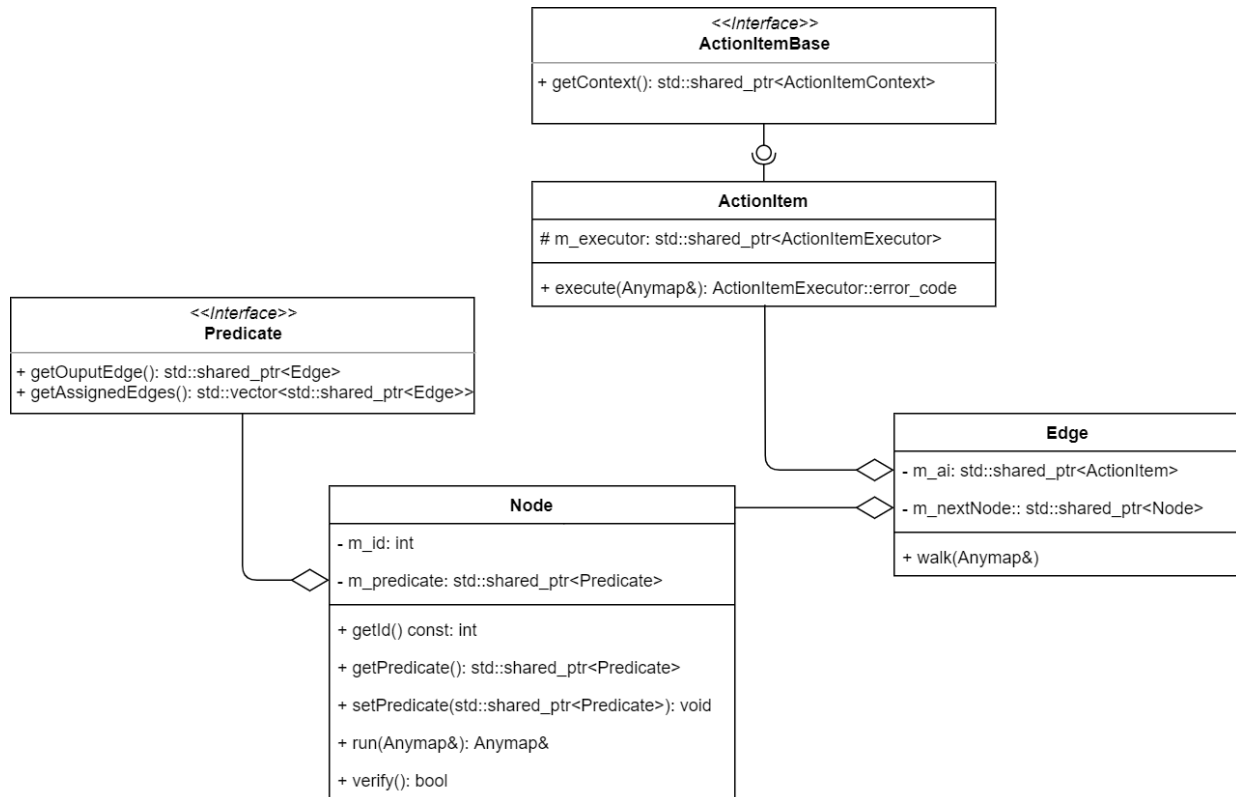 <<Interface>>
ActionItemBase
+ getContext(): std::shared_ptr<ActionItemContext>
ActionItem
# m_executor: std::shared_ptr<ActionItemExecutor>
+ execute(Anymap&): ActionItemExecutor::error_code
<<Interface>>
Predicate
+ getOuputEdge(): std::shared_ptr<Edge>
+ getAssignedEdges(): std::vector<std::shared_ptr<Edge>>
Edge
- m_ai: std::shared_ptr<ActionItem>
- m_nextNode:: std::shared_ptr<Node>
+ walk(Anymap&)
Node
- m_id: int
- m_predicate: std::shared_ptr<Predicate>
+ getId() const: int
+ getPredicate(): std::shared_ptr<Predicate>
+ setPredicate(std::shared_ptr<Predicate>): void
+ run(Anymap&): Anymap&
+ verify(): bool